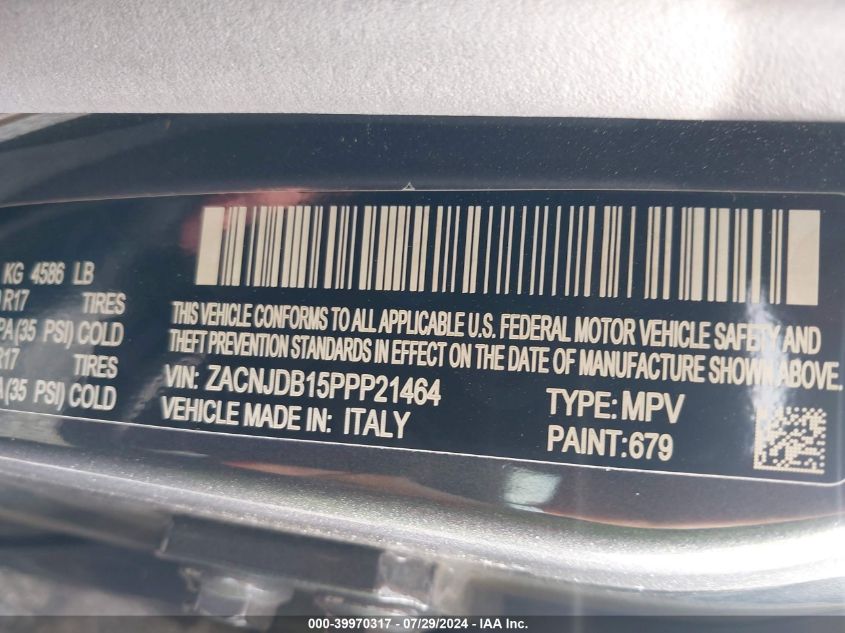 KG 4586 LB
R17 TIRES
PA(35 PSI) COLD
R17 TIRES
A(35 PSI) COLD
THIS VEHICLE CONFORMS TO ALL APPLICABLE U.S. FEDERAL MOTOR VEHICLE SAFETY AND
THEFT PREVENTION STANDARDS IN EFFECT ON THE DATE OF MANUFACTURE SHOWN ABOVE.
VIN: ZACNJDB15PPP21464
TYPE: MPV
VEHICLE MADE IN: ITALY
PAINT:679
000-39970317 / 07/29/2024 - IAA Inc.